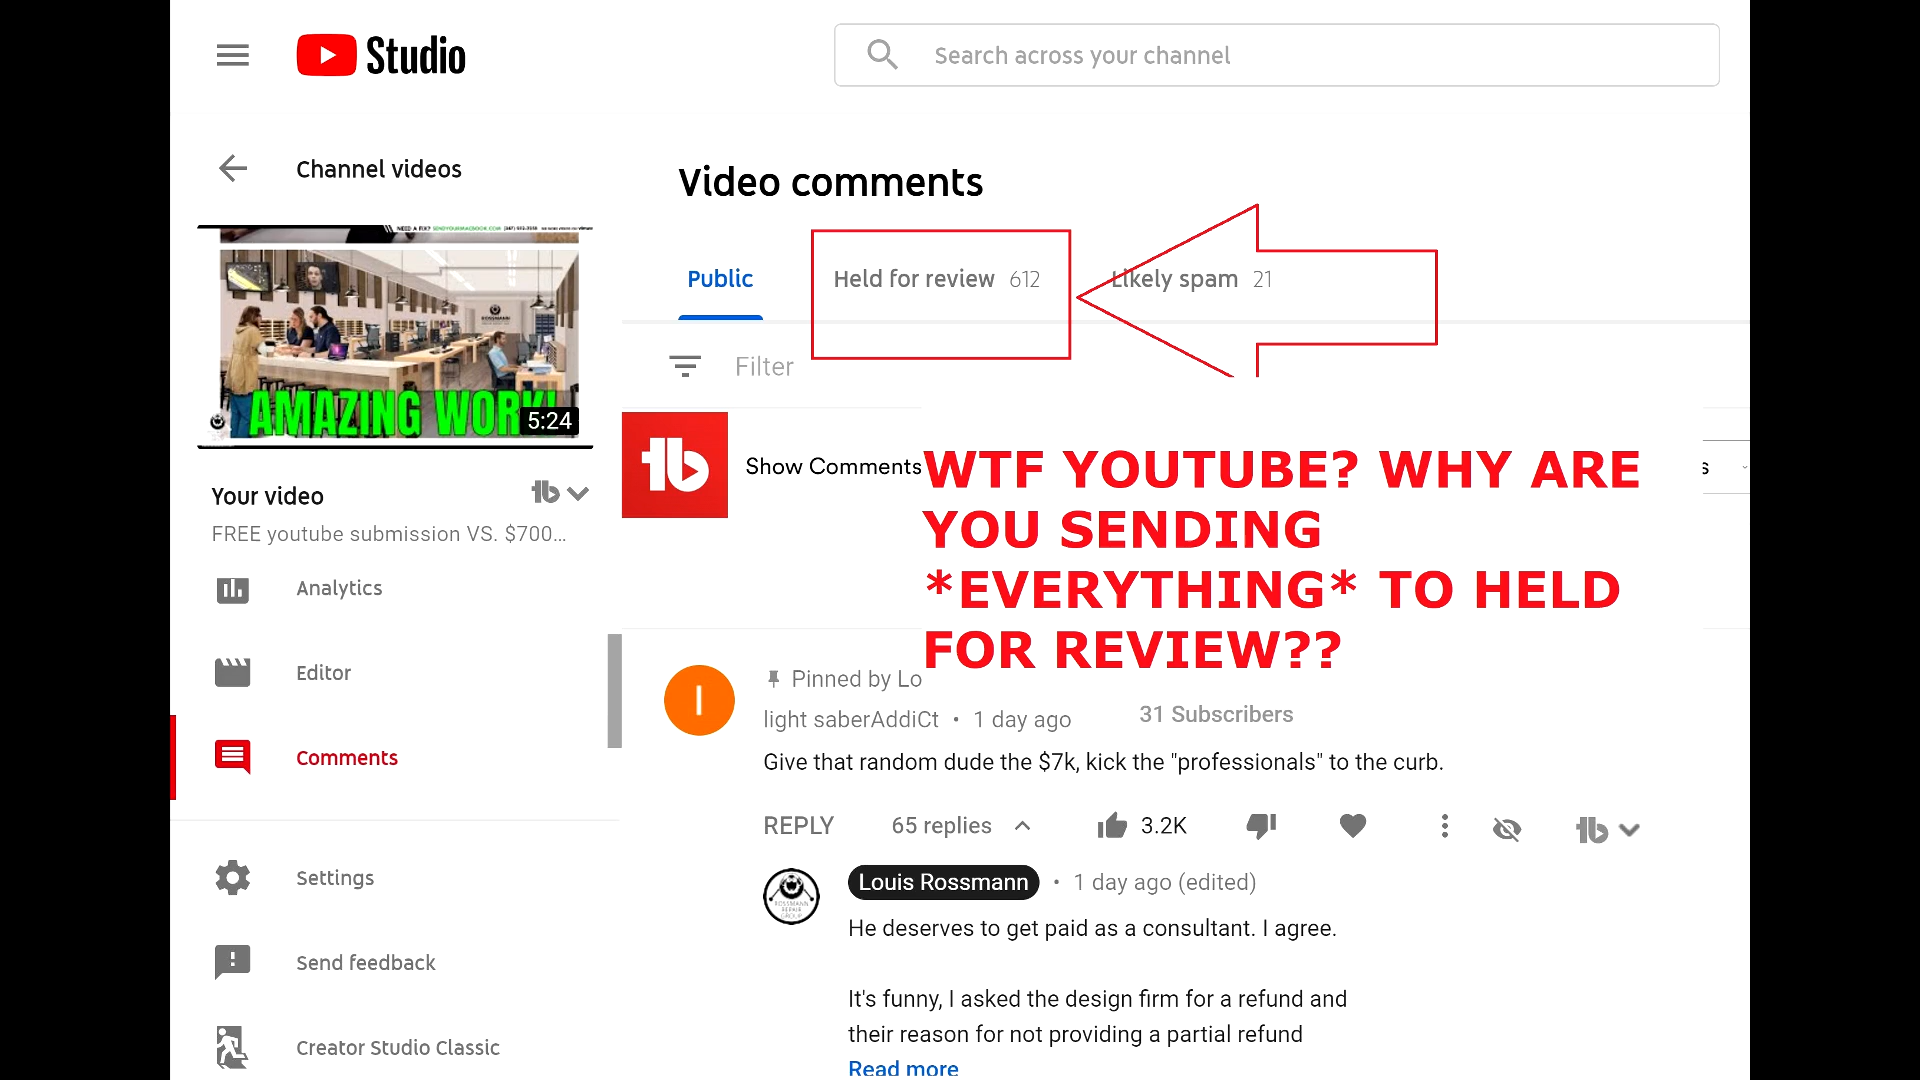 Studio
Search across your channel
Channel videos
AMAZING WORK!
5:24
Your video
FREE youtube submission VS. $700...
Analytics
Editor
Comments
Settings
Send feedback
Creator Studio Classic
Video comments
Public
Held for review 612
Likely spam 21
Filter
Show Comments
s
WTF YOUTUBE? WHY ARE
YOU SENDING
*EVERYTHING* TO HELD
FOR REVIEW??
Pinned by Lo
light saberAddiCt • 1 day ago
31 Subscribers
Give that random dude the $7k, kick the "professionals" to the curb.
REPLY 65 replies 3.2K
Louis Rossmann • 1 day ago (edited)
He deserves to get paid as a consultant. I agree.
It's funny, I asked the design firm for a refund and
their reason for not providing a partial refund
Read more